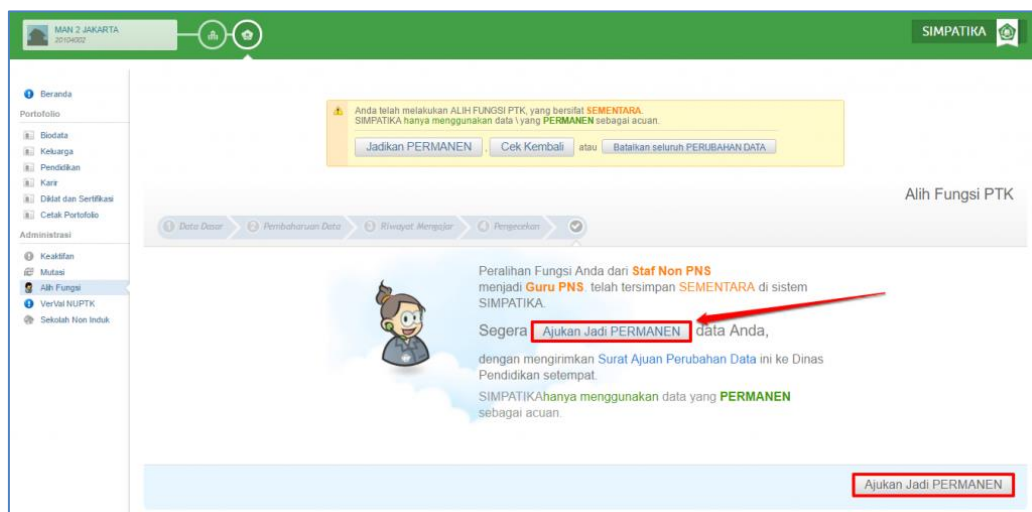 MAN 2 JAKARTA
20104002
SIMPATIKA
Beranda
Portofolio
Biodata
Keluarga
Pendidikan
Karir
Diklat dan Sertifikasi
Cetak Portofolio
Administrasi
Keaktifan
Mutasi
Alih Fungsi
VerVal NUPTK
Sekolah Non Induk
Anda telah melakukan ALIH FUNGSI PTK, yang bersifat SEMENTARA.
SIMPATIKA hanya menggunakan data \ yang PERMANEN sebagai acuan.
Jadikan PERMANEN , Cek Kembali atau Batalkan seluruh PERUBAHAN DATA
Alih Fungsi PTK
1 Data Dasar 2 Pembaharuan Data 3 Riwayat Mengajar 4 Pengecekan
Peralihan Fungsi Anda dari Staf Non PNS
menjadi Guru PNS telah tersimpan SEMENTARA di sistem
SIMPATIKA.
Segera Ajukan Jadi PERMANEN data Anda,
dengan mengirimkan Surat Ajuan Perubahan Data ini ke Dinas
Pendidikan setempat.
SIMPATIKAhanya menggunakan data yang PERMANEN
sebagai acuan.
Ajukan Jadi PERMANEN